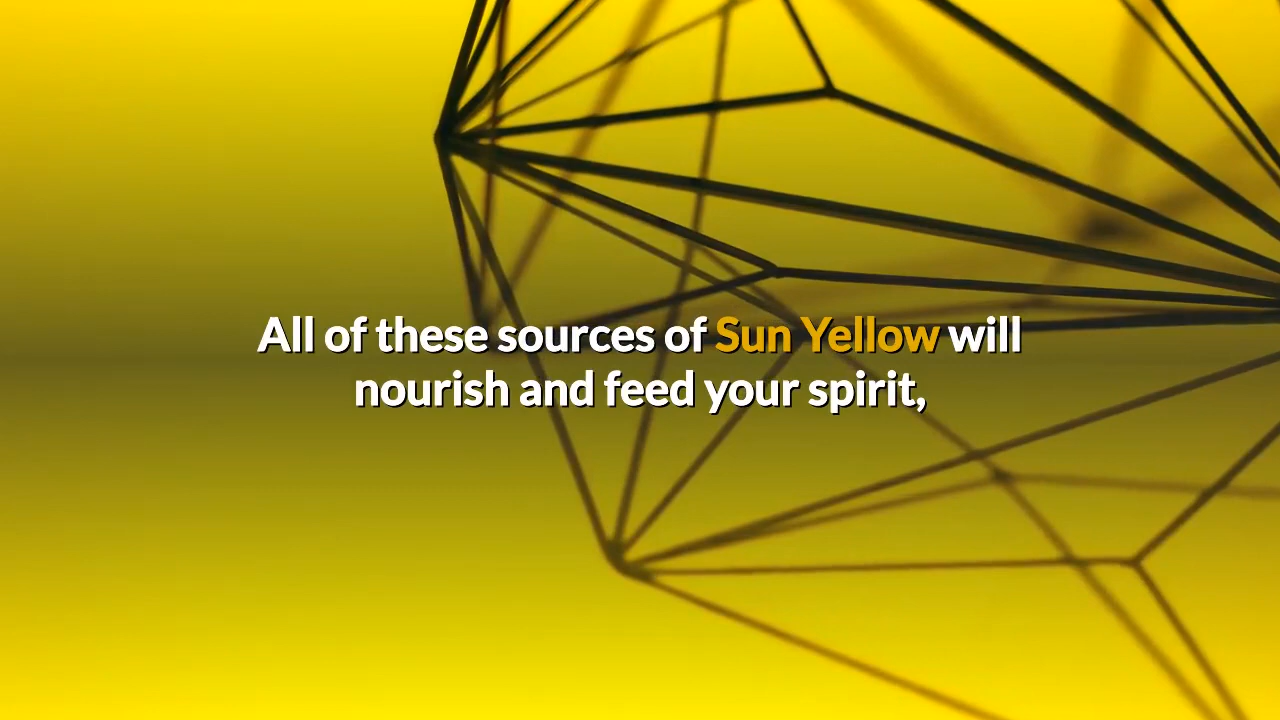 All of these sources of Sun Yellow will
nourish and feed your spirit,